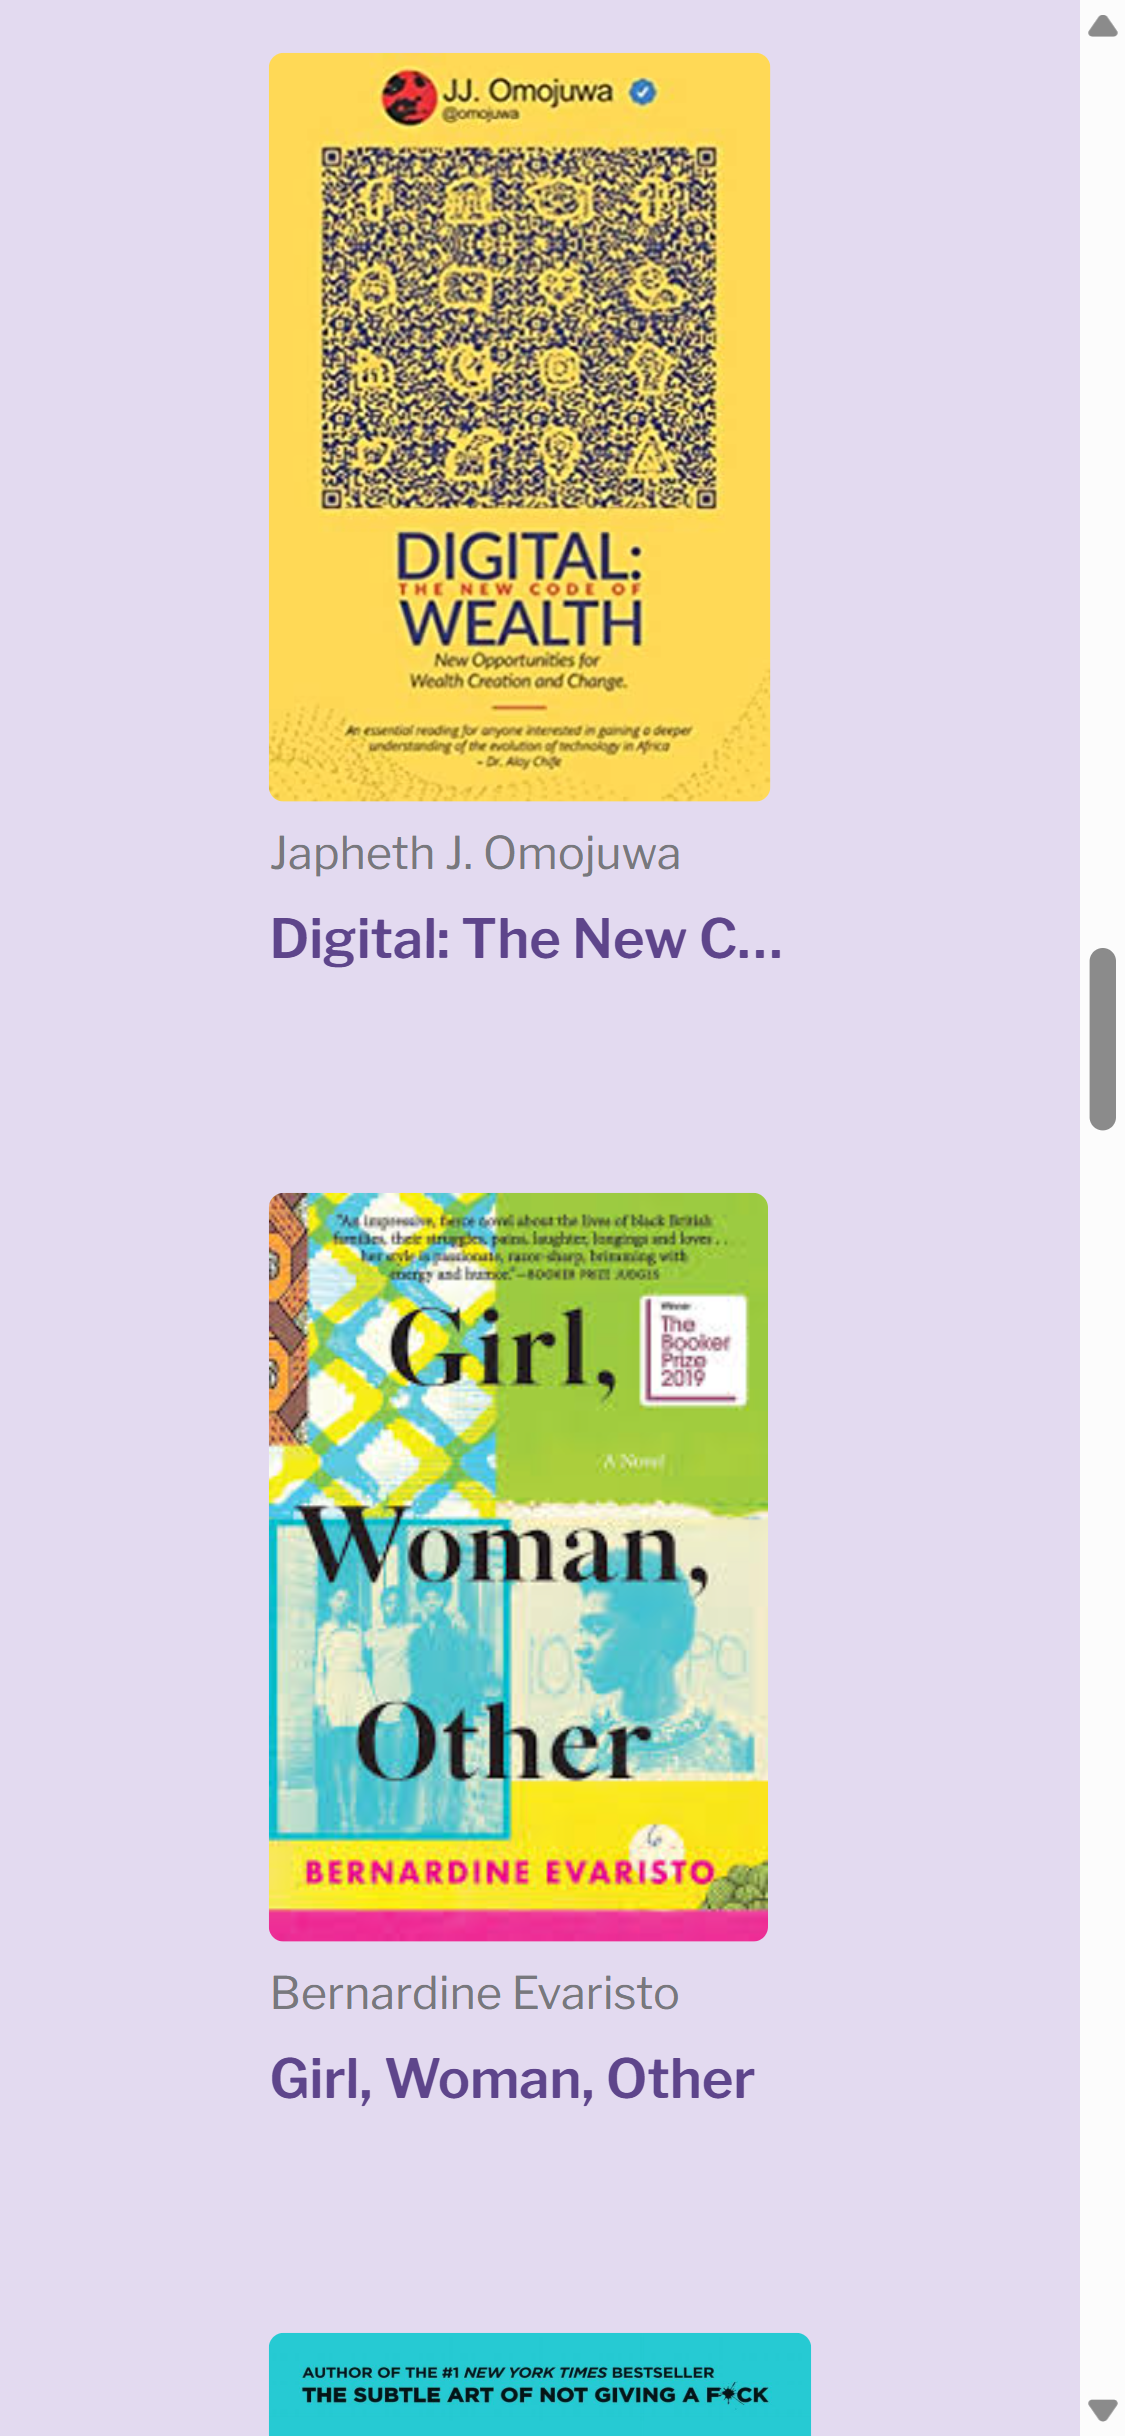 JJ. Omojuwa
@omojuwa
DIGITAL:
THE NEW CODE OF
WEALTH
New Opportunities for
Wealth Creation and Change.
An essential reading for anyone interested in gaining a deeper
understanding of the evolution of technology in Africa
- Dr. Aloy Chife
Japheth J. Omojuwa
Digital: The New C...
"An impressive, fierce novel about the lives of black British
families, their struggles, pains, laughter, longings and loves . . .
her style is passionate, razor-sharp, brimming with
energy and humor."—BOOKER PRIZE JUDGES
Girl,
Winner
The
Booker
Prize
2019
A Novel
Woman,
Other
BERNARDINE EVARISTO
Bernardine Evaristo
Girl, Woman, Other
AUTHOR OF THE #1 NEW YORK TIMES BESTSELLER
THE SUBTLE ART OF NOT GIVING A F*CK